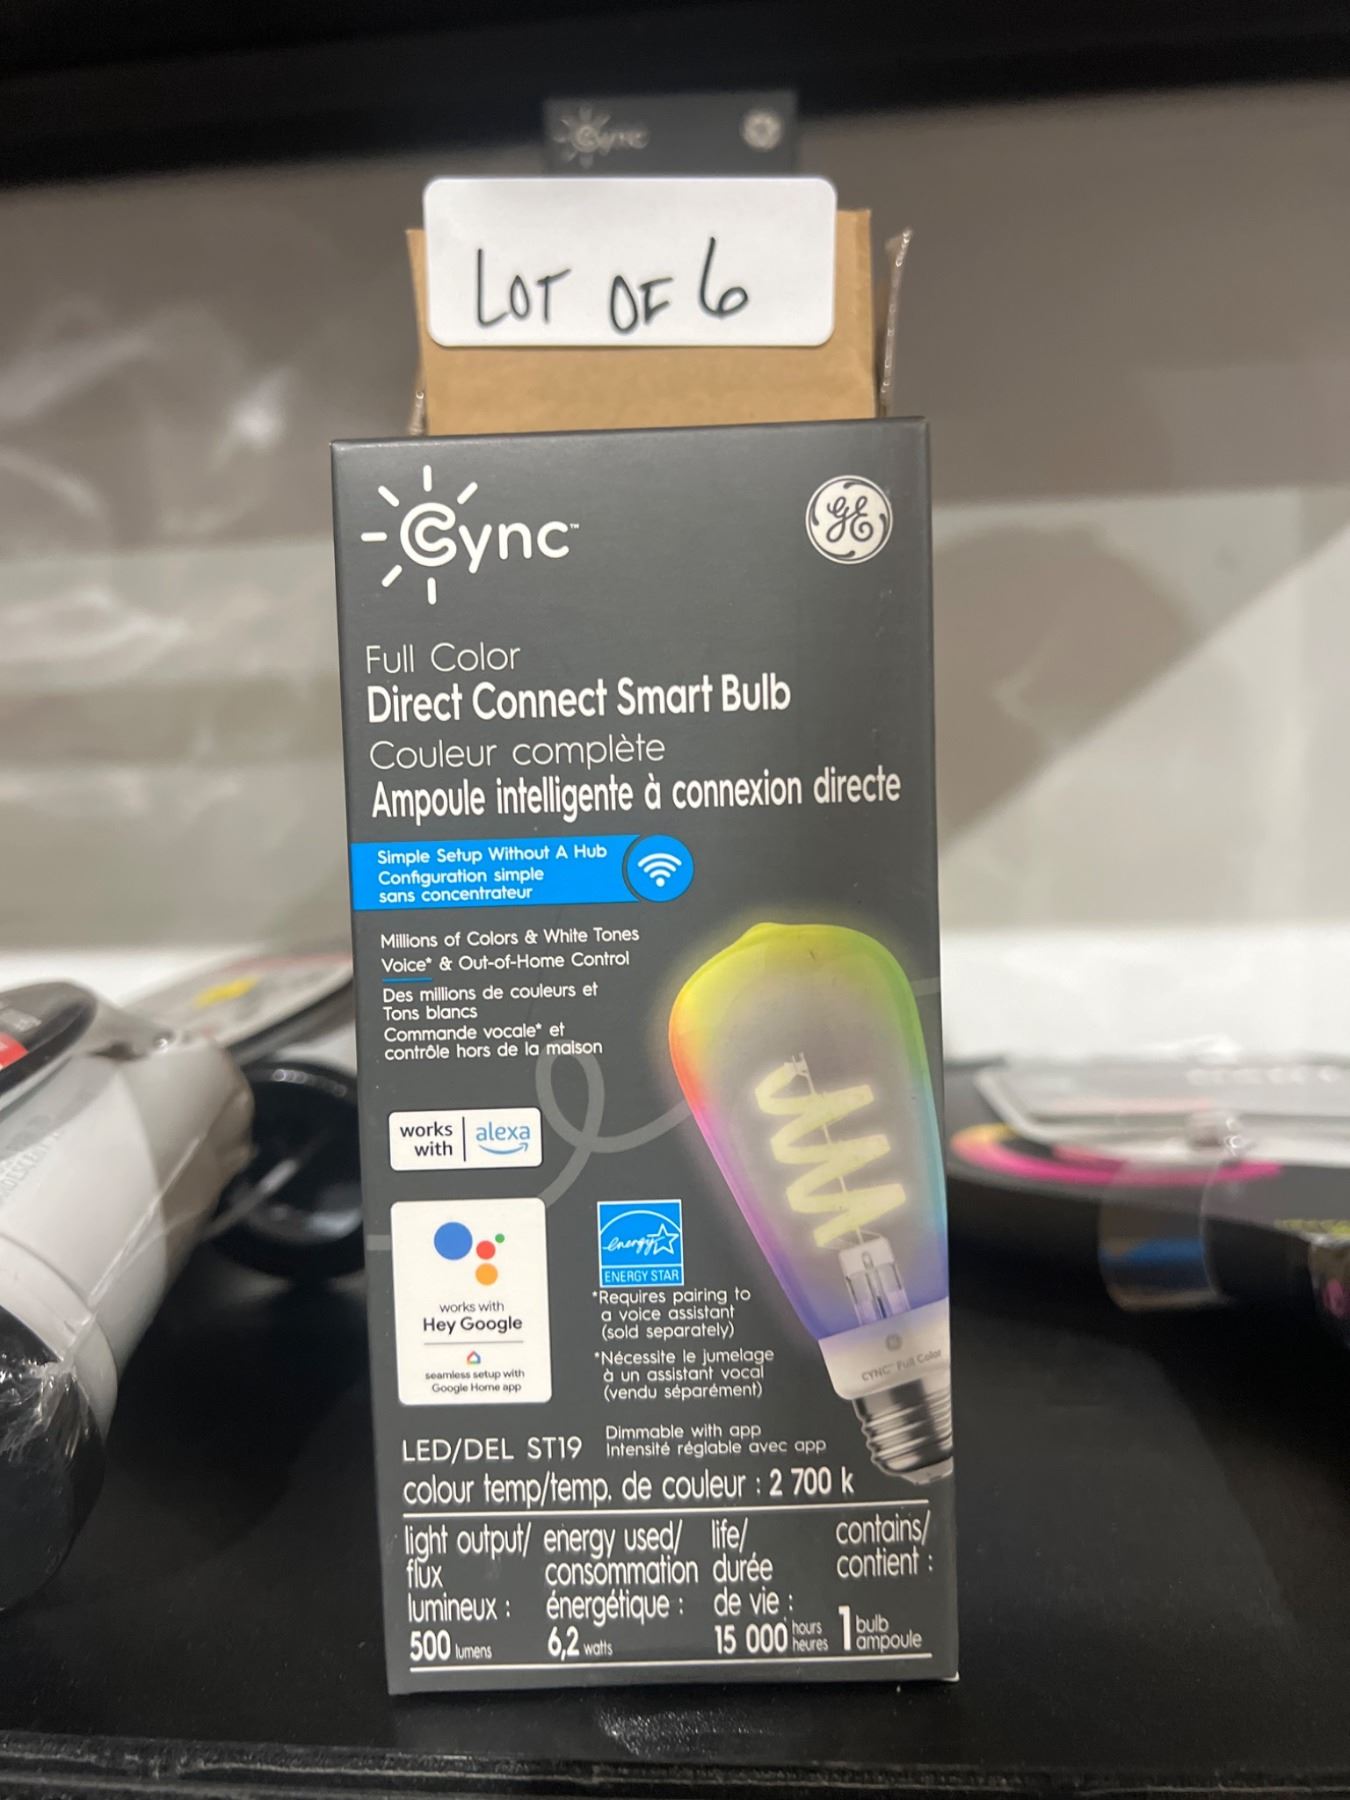 Cync
LOT OF 6
Cync™
GE
Full Color
Direct Connect Smart Bulb
Couleur complète
Ampoule intelligente à connexion directe
Simple Setup Without A Hub
Configuration simple
sans concentrateur
Millions of Colors & White Tones
Voice* & Out-of-Home Control
Des millions de couleurs et
Tons blancs
Commande vocale* et
contrôle hors de la maison
works
with
alexa
works with
Hey Google
seamless setup with
Google Home app
energy
ENERGY STAR
*Requires pairing to
a voice assistant
(sold separately)
*Nécessite le jumelage
à un assistant vocal
(vendu séparément)
CYNC™ Full Color
LED/DEL ST19
Dimmable with app
Intensité réglable avec app
colour temp/temp. de couleur : 2 700 k
light output/
flux
lumineux :
500 lumens
energy used/
consommation
énergétique :
6,2 watts
life/
durée
de vie :
15 000 hours
heures
contains/
contient :
1 bulb
ampoule